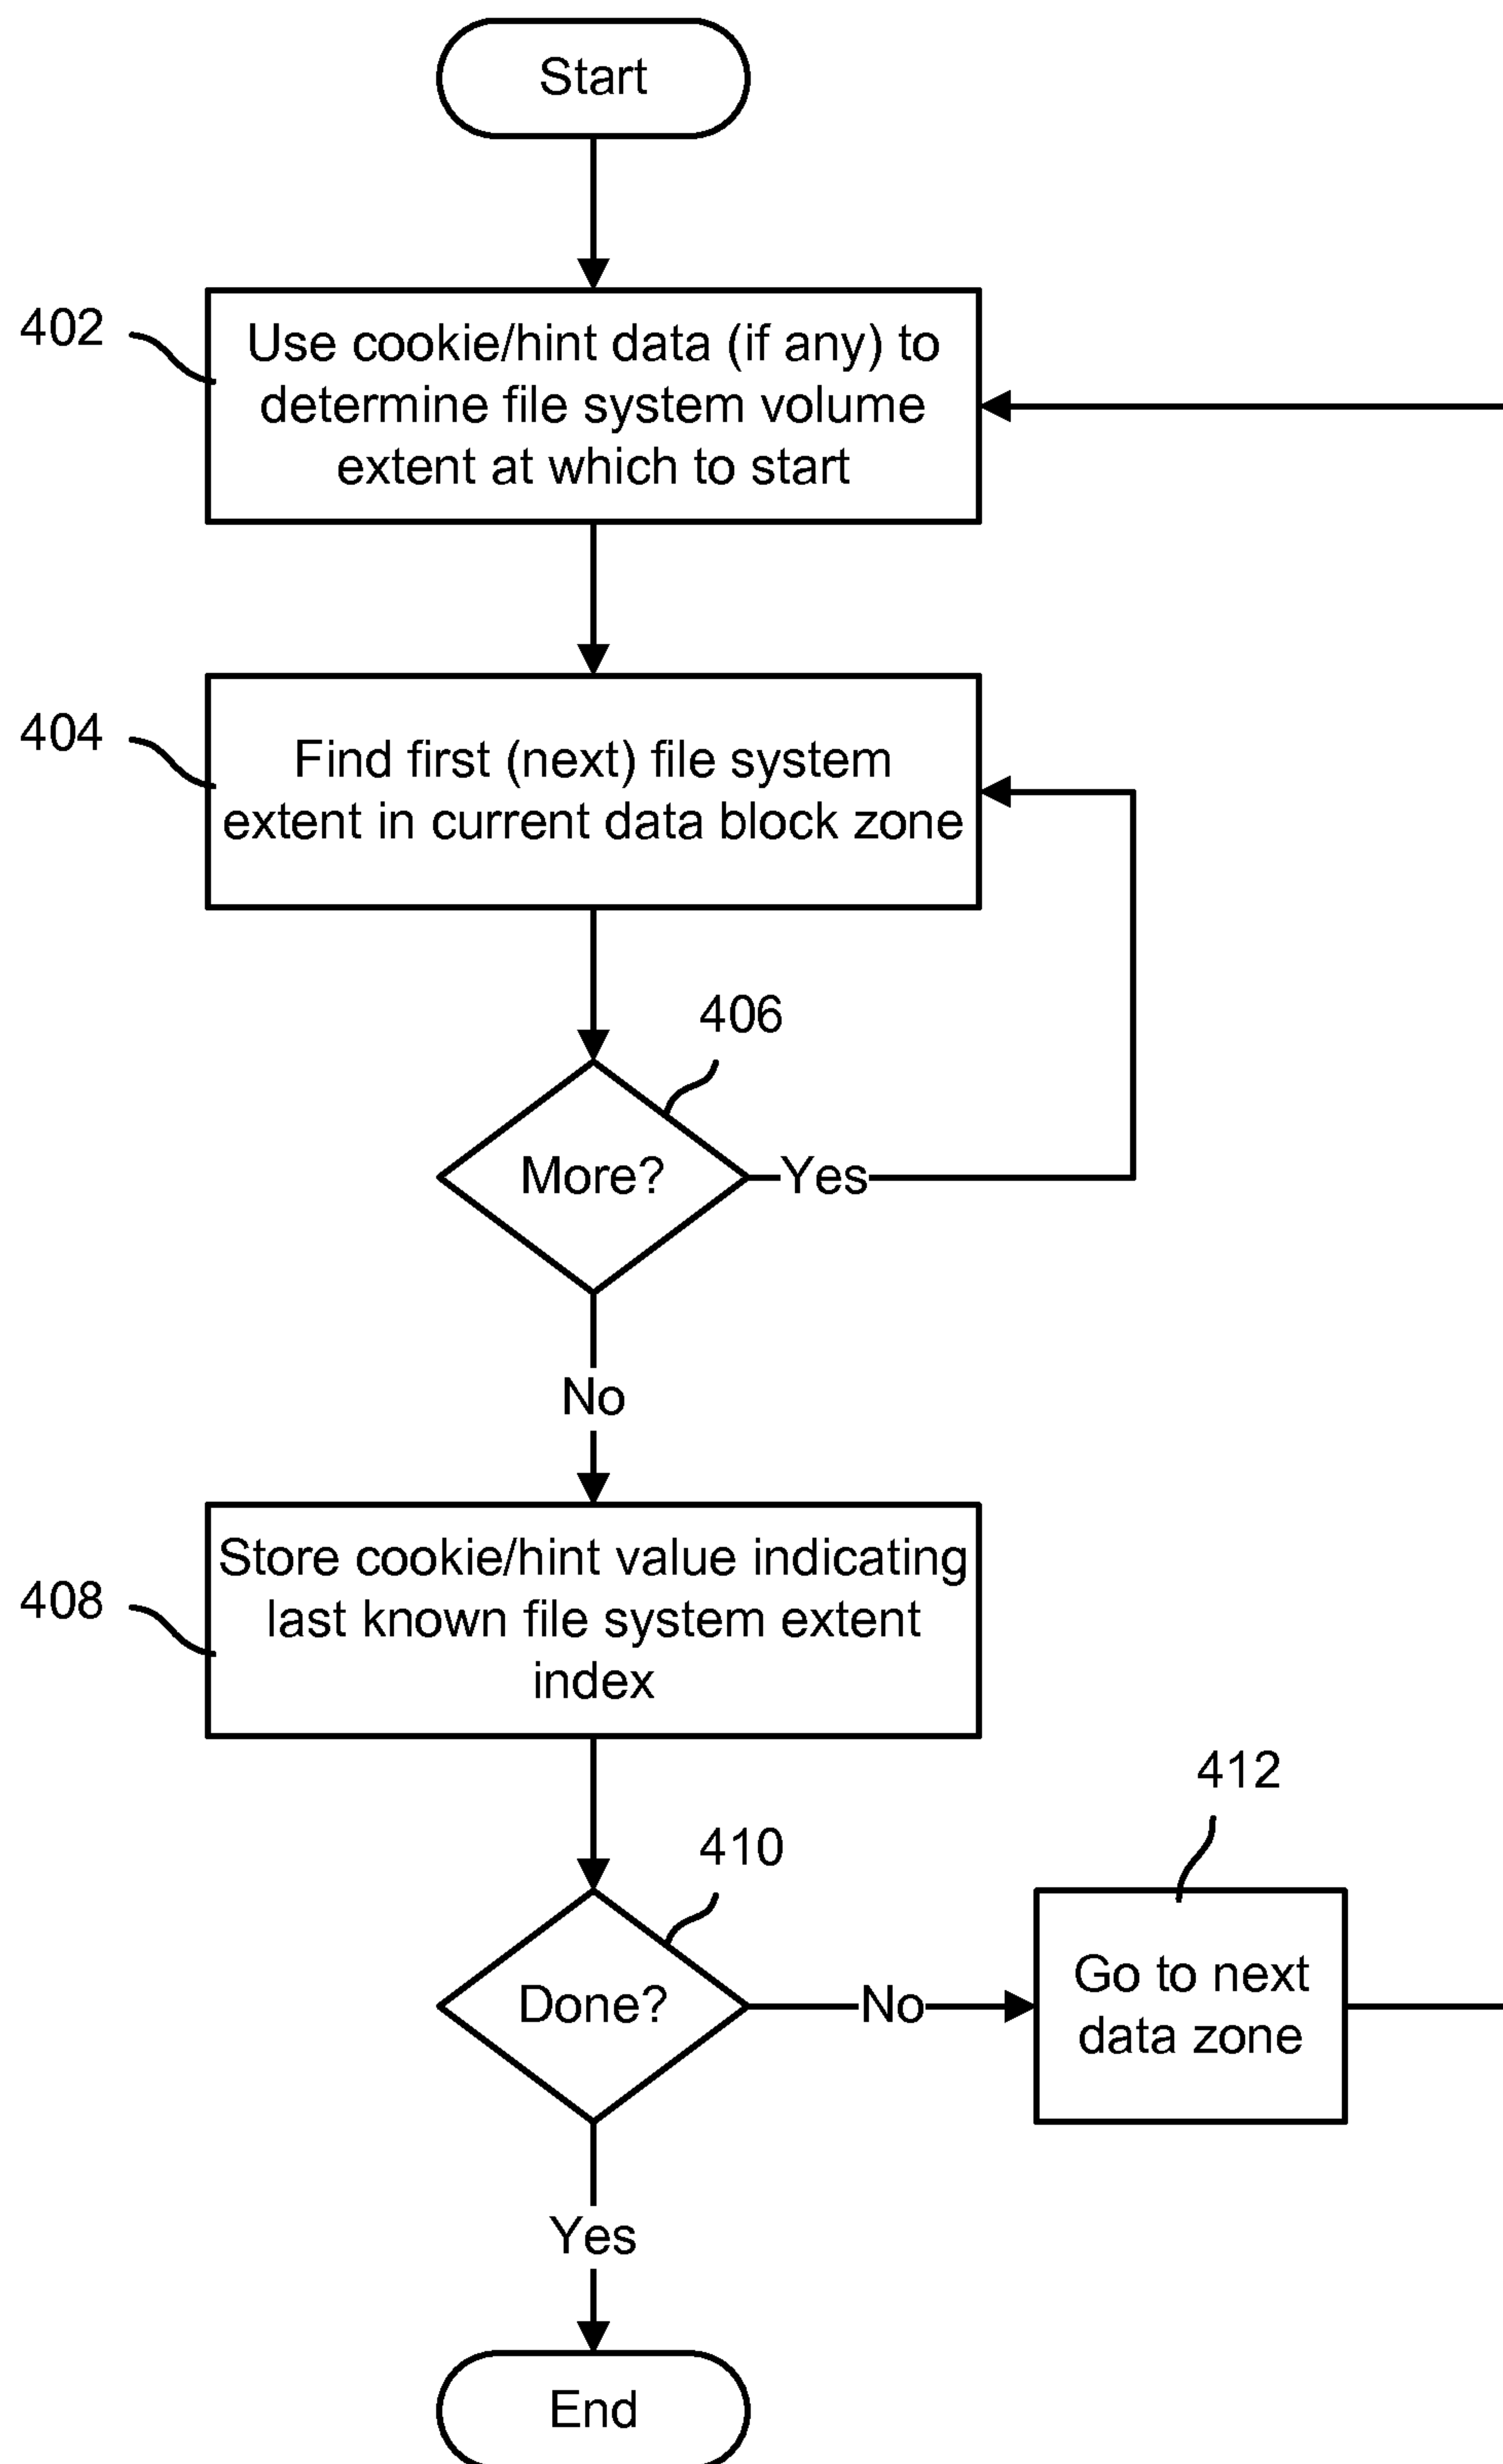 Start
402
Use cookie/hint data (if any) to
determine file system volume
extent at which to start
404
Find first (next) file system
extent in current data block zone
406
More?
Yes
No
408
Store cookie/hint value indicating
last known file system extent
index
410
412
Done?
No
Go to next
data zone
Yes
End